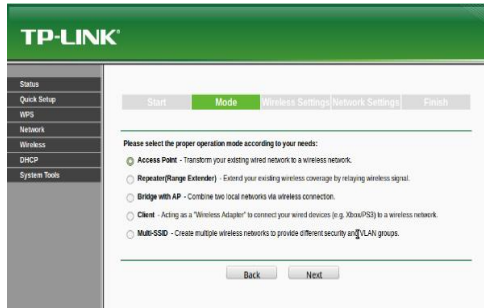 TP-LINK
Status
Quick Setup
WPS
Network
Wireless
DHCP
System Tools
Start Mode Wireless Settings Network Settings Finish
Please select the proper operation mode according to your needs:
Access Point - Transform your existing wired network to a wireless network.
Repeater(Range Extender) - Extend your existing wireless coverage by relaying wireless signal.
Bridge with AP - Combine two local networks via wireless connection.
Client - Acting as a "Wireless Adapter" to connect your wired devices (e.g. Xbox/PS3) to a wireless network.
Multi-SSID - Create multiple wireless networks to provide different security and VLAN groups.
Back Next